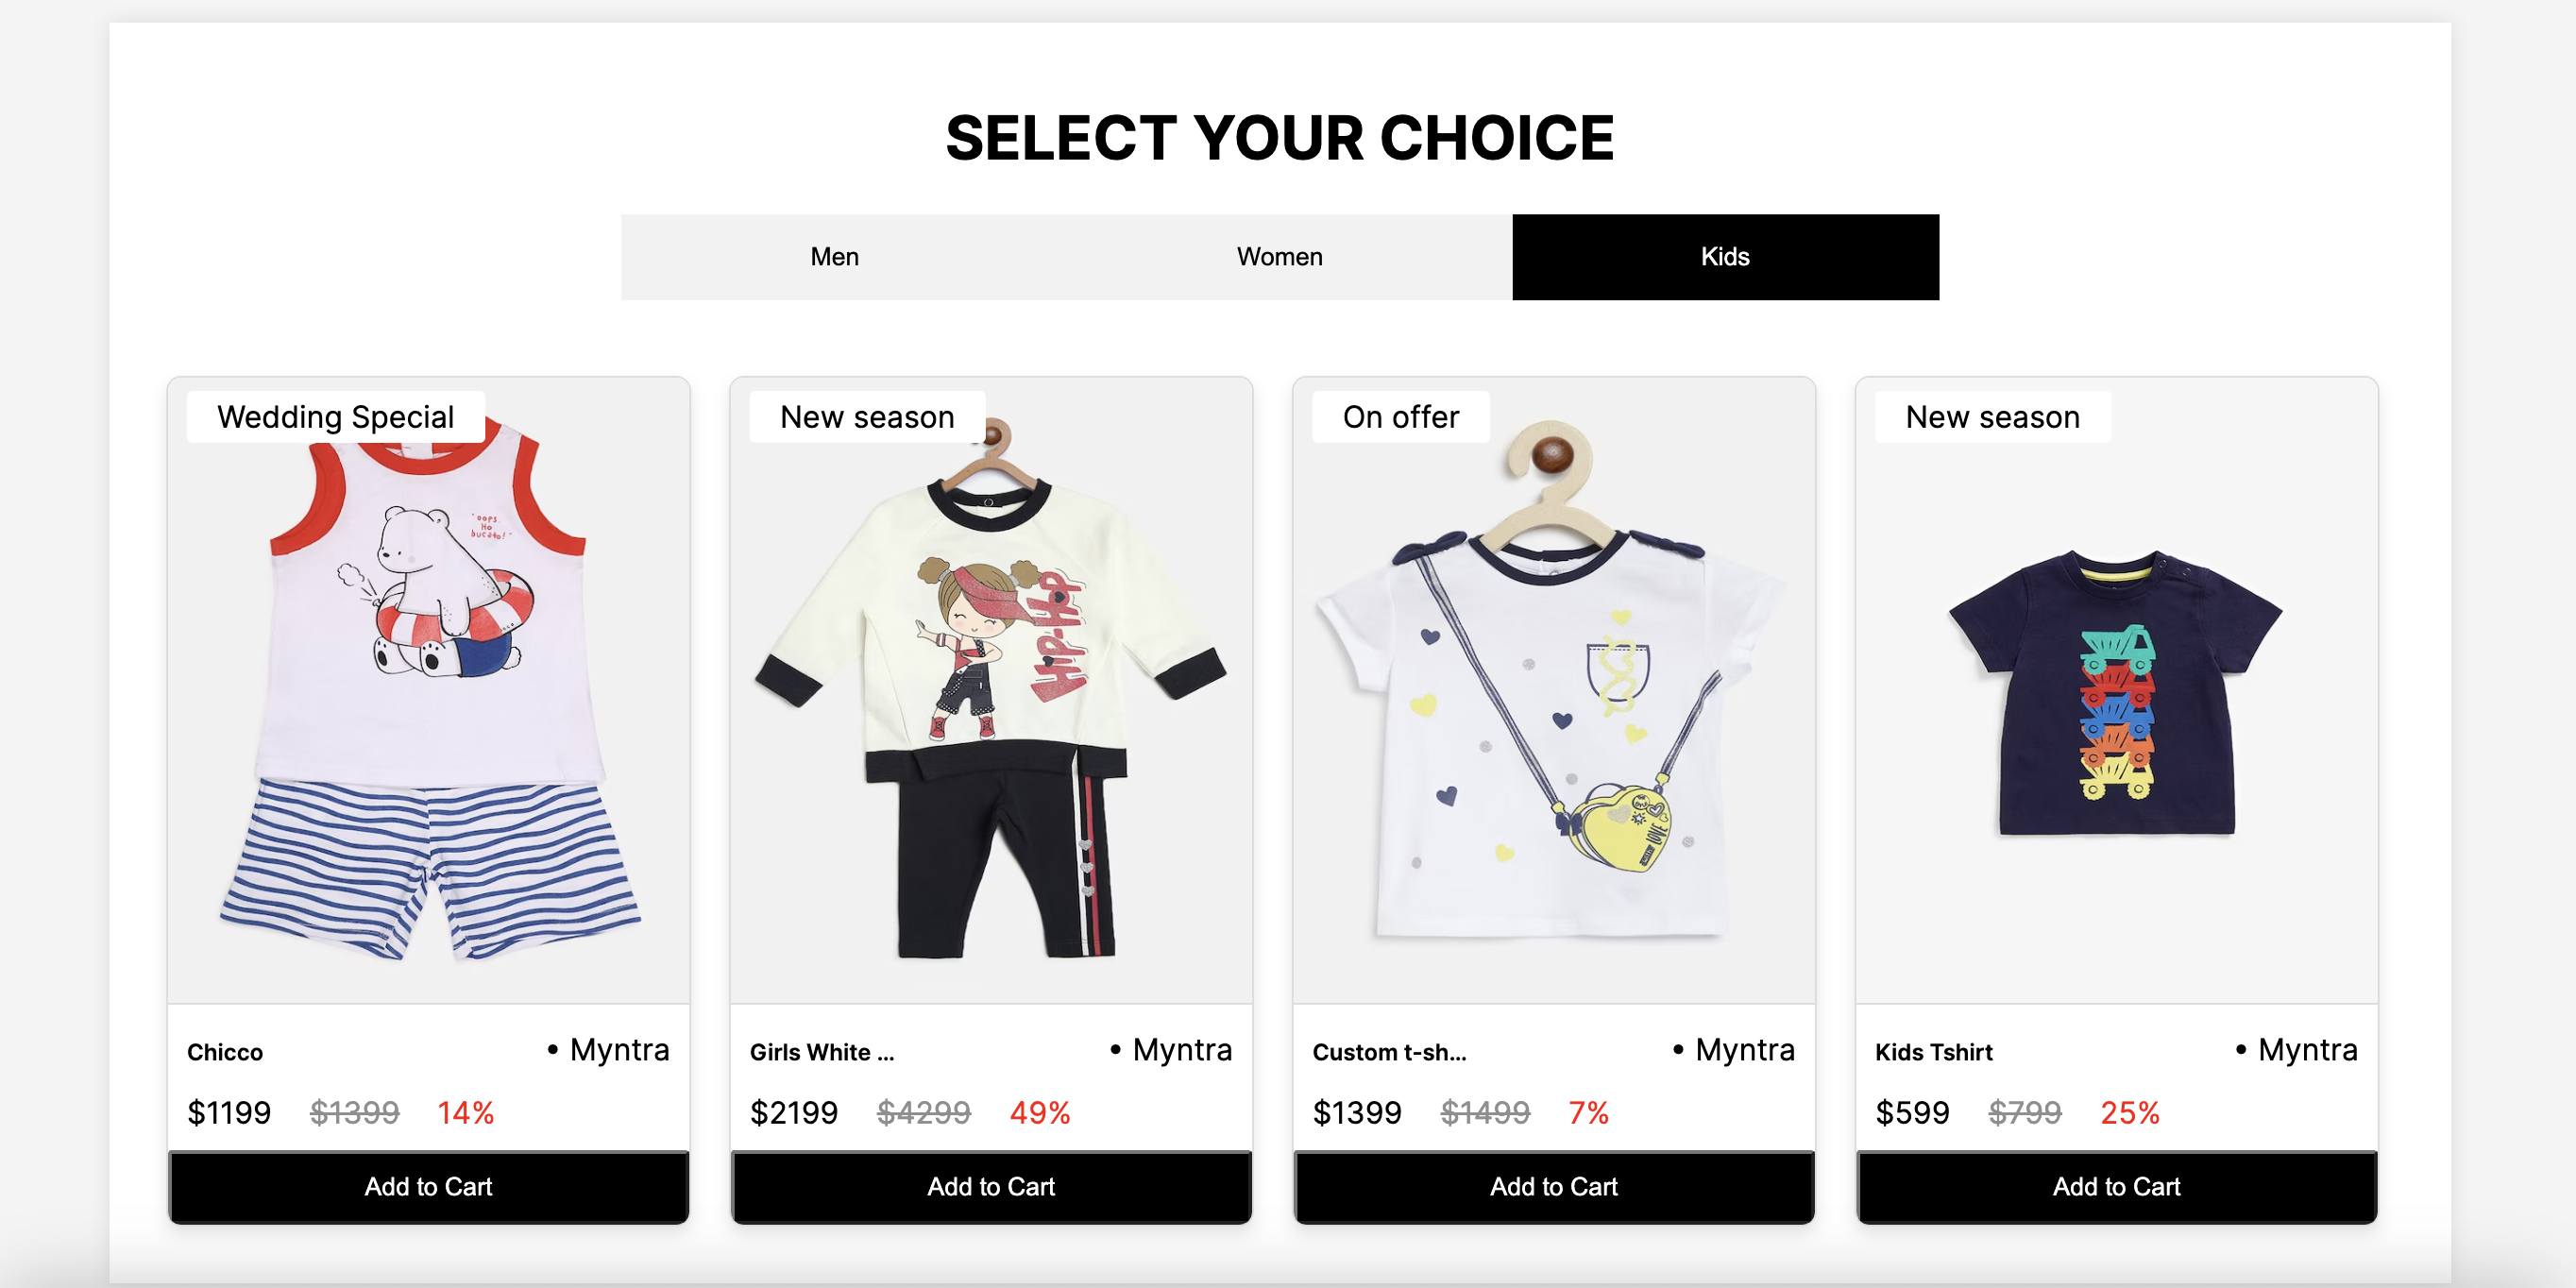 SELECT YOUR CHOICE
Men Women Kids
Wedding Special
"oops.
Ho
bucato!"
Chicco • Myntra
$1199 $1399 14%
Add to Cart
New season
HIP-HOP
Girls White ... • Myntra
$2199 $4299 49%
Add to Cart
On offer
LOVE
Custom t-sh... • Myntra
$1399 $1499 7%
Add to Cart
New season
Kids Tshirt • Myntra
$599 $799 25%
Add to Cart